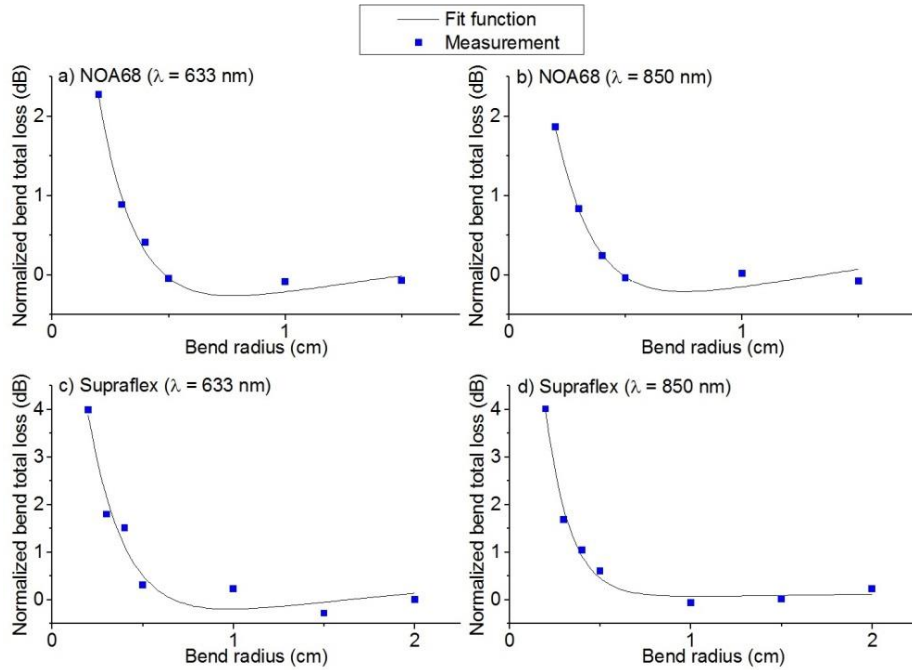 Fit function
Measurement
a) NOA68 (λ = 633 nm)
Normalized bend total loss (dB)
2
1
0
0
1
Bend radius (cm)
b) NOA68 (λ = 850 nm)
Normalized bend total loss (dB)
2
1
0
0
1
Bend radius (cm)
c) Supraflex (λ = 633 nm)
Normalized bend total loss (dB)
4
3
2
1
0
0
1
2
Bend radius (cm)
d) Supraflex (λ = 850 nm)
Normalized bend total loss (dB)
4
3
2
1
0
0
1
2
Bend radius (cm)